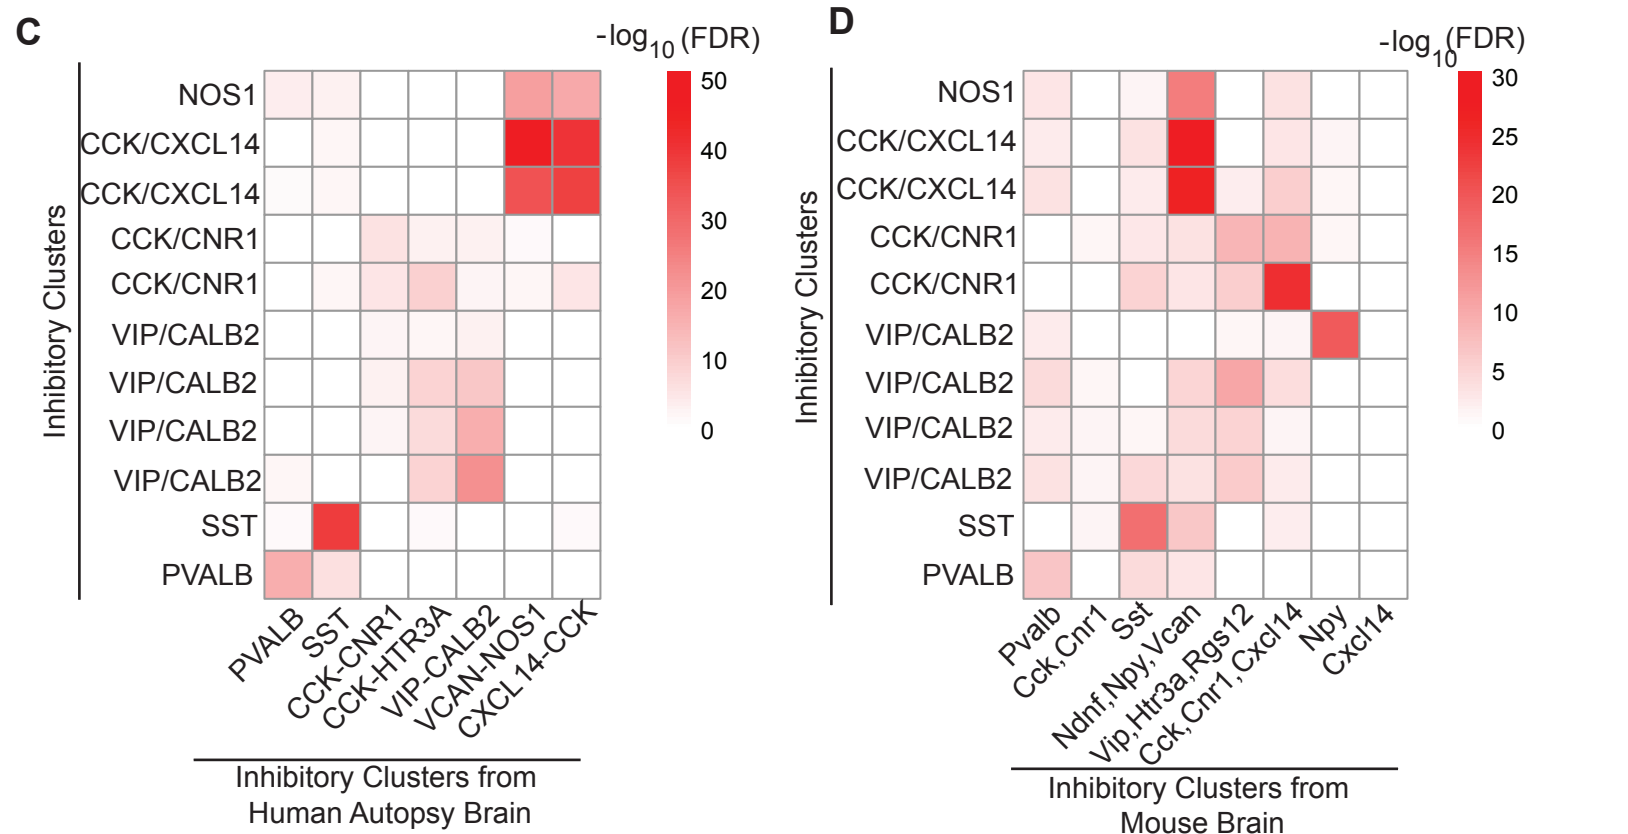 C
-log10 (FDR)
NOS1
CCK/CXCL14
CCK/CXCL14
CCK/CNR1
CCK/CNR1
VIP/CALB2
VIP/CALB2
VIP/CALB2
VIP/CALB2
SST
PVALB
Inhibitory Clusters
50
40
30
20
10
0
PVALB
SST
CCK-CNR1
CCK-HTR3A
VIP-CALB2
VCAN-NOS1
CXCL14-CCK
Inhibitory Clusters from
Human Autopsy Brain
D
-log10(FDR)
NOS1
CCK/CXCL14
CCK/CXCL14
CCK/CNR1
CCK/CNR1
VIP/CALB2
VIP/CALB2
VIP/CALB2
VIP/CALB2
SST
PVALB
Inhibitory Clusters
30
25
20
15
10
5
0
Pvalb
Cck,Cnr1
Sst
Ndnf,Npy,Vcan
Vip,Htr3a,Rgs12
Cck,Cnr1,Cxcl14
Npy
Cxcl14
Inhibitory Clusters from
Mouse Brain